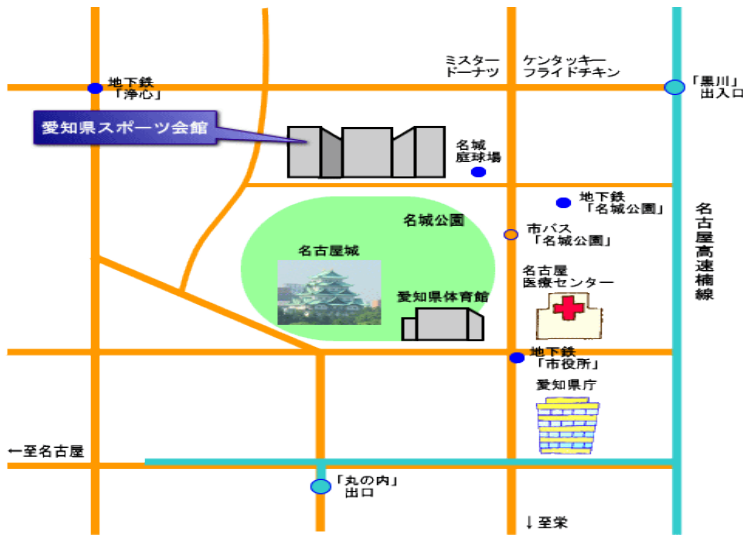 ミスター
ドーナツ
ケンタッキー
フライドチキン
地下鉄
「浄心」
「黒川」
出入口
愛知県スポーツ会館
名城
庭球場
地下鉄
「名城公園」
名古屋高速楠線
名城公園
市バス
「名城公園」
名古屋城
名古屋
医療センター
愛知県体育館
地下鉄
「市役所」
愛知県庁
←至名古屋
「丸の内」
出口
↓至栄